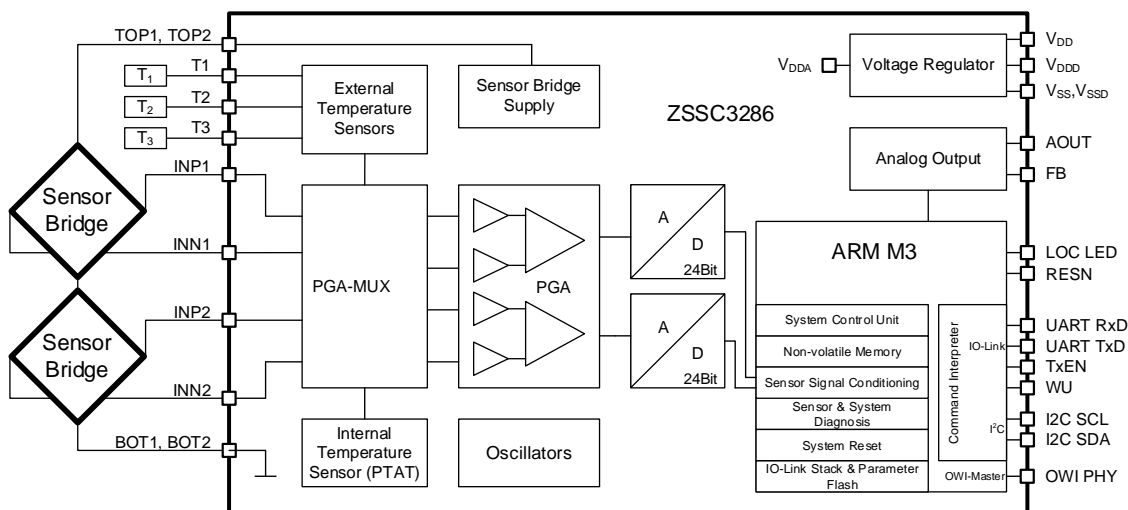 TOP1, TOP2
T1
T1
T2
T2
T3
T3
External
Temperature
Sensors
Sensor Bridge
Supply
ZSSC3286
VDDA
Voltage Regulator
VDD
VDDD
VSS,VSSD
Analog Output
AOUT
FB
Sensor
Bridge
INP1
INN1
Sensor
Bridge
INP2
INN2
BOT1, BOT2
PGA-MUX
PGA
A
D
24Bit
A
D
24Bit
Internal
Temperature
Sensor (PTAT)
Oscillators
ARM M3
System Control Unit
Non-volatile Memory
Sensor Signal Conditioning
Sensor & System
Diagnosis
System Reset
IO-Link Stack & Parameter
Flash
Command Interpreter
IO-Link
I²C
OWI-Master
LOC LED
RESN
UART RxD
UART TxD
TxEN
WU
I2C SCL
I2C SDA
OWI PHY